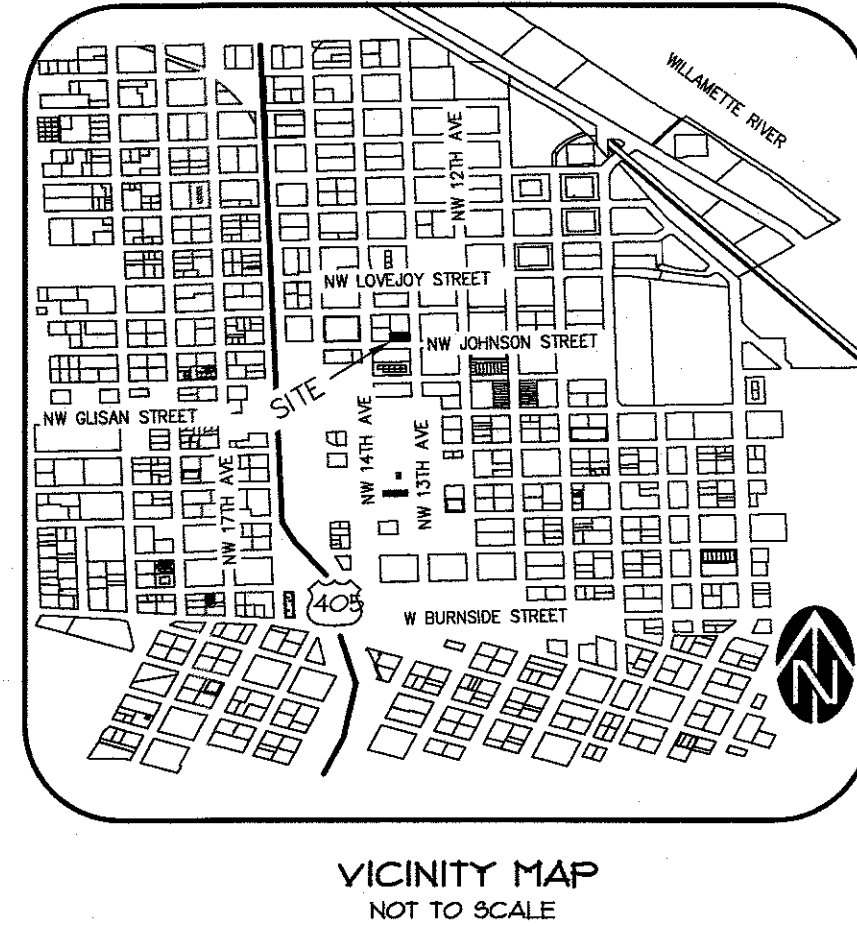 WILLAMETTE RIVER
NW 12TH AVE
NW LOVEJOY STREET
NW JOHNSON STREET
SITE
NW GLISAN STREET
NW 14TH AVE
NW 13TH AVE
NW 17TH AVE
405
W BURNSIDE STREET
N
VICINITY MAP
NOT TO SCALE